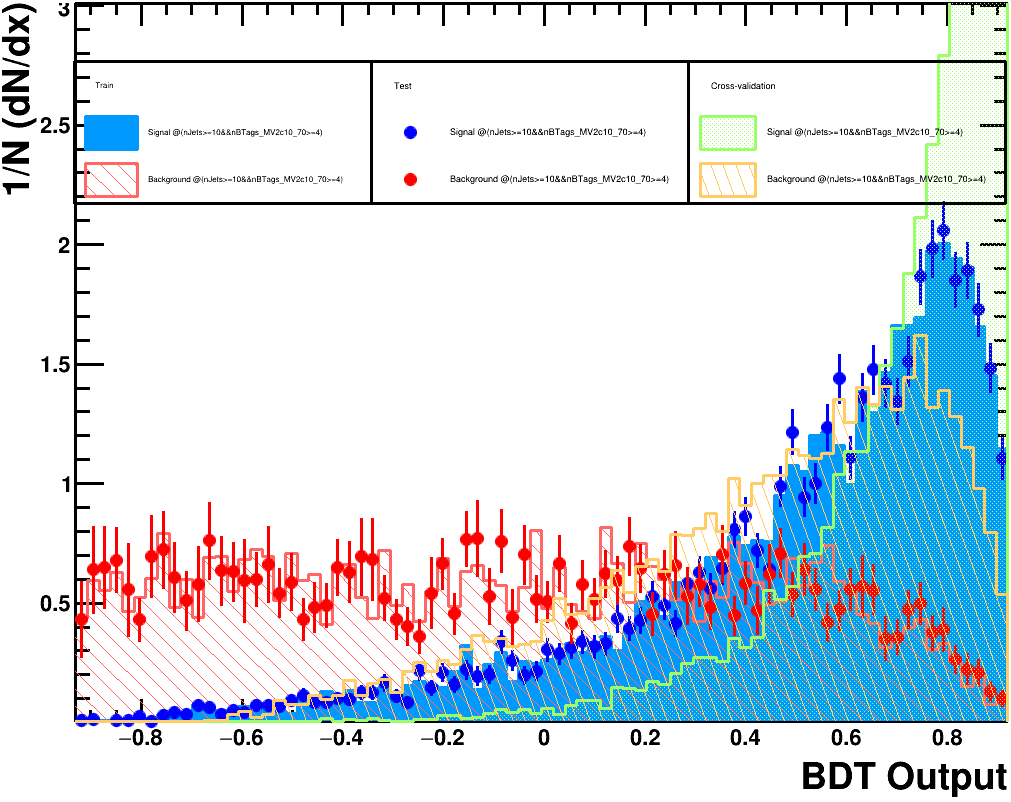 1/N (dN/dx)
3
2.5
2
1.5
1
0.5
Train
Test
Cross-validation
Signal @(nJets>=10&&nBTags_MV2c10_70>=4)
Signal @(nJets>=10&&nBTags_MV2c10_70>=4)
Signal @(nJets>=10&&nBTags_MV2c10_70>=4)
Background @(nJets>=10&&nBTags_MV2c10_70>=4)
Background @(nJets>=10&&nBTags_MV2c10_70>=4)
Background @(nJets>=10&&nBTags_MV2c10_70>=4)
−0.8 −0.6 −0.4 −0.2 0 0.2 0.4 0.6 0.8
BDT Output